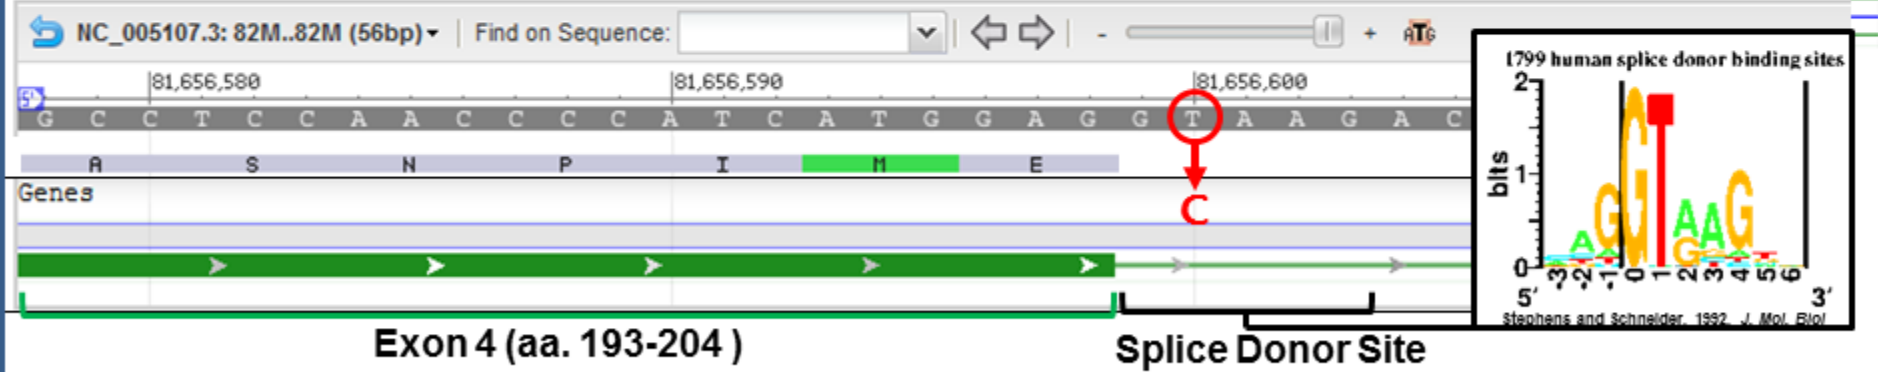 NC_005107.3: 82M..82M (56bp) Find on Sequence: - + ATG
81,656,580 81,656,590 81,656,600
5'
G C C T C C A A C C C C A T C A T G G A G G T A A G A C
A S N P I M E
C
Genes
Exon 4 (aa. 193-204 )
Splice Donor Site
1799 human splice donor binding sites
bits
2
1
0
G G T A A G
A G
-3 -2 -1 0 1 2 3 4 5 6
5' 3'
Stephens and Schneider, 1992, J. Mol. Biol